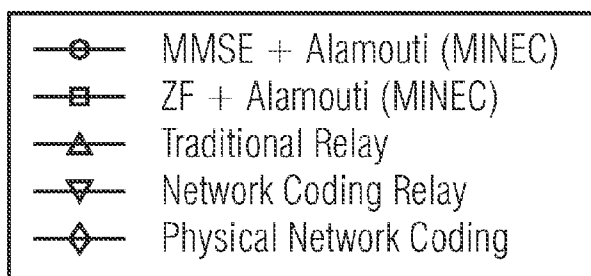 MMSE + Alamouti (MINEC)
ZF + Alamouti (MINEC)
Traditional Relay
Network Coding Relay
Physical Network Coding